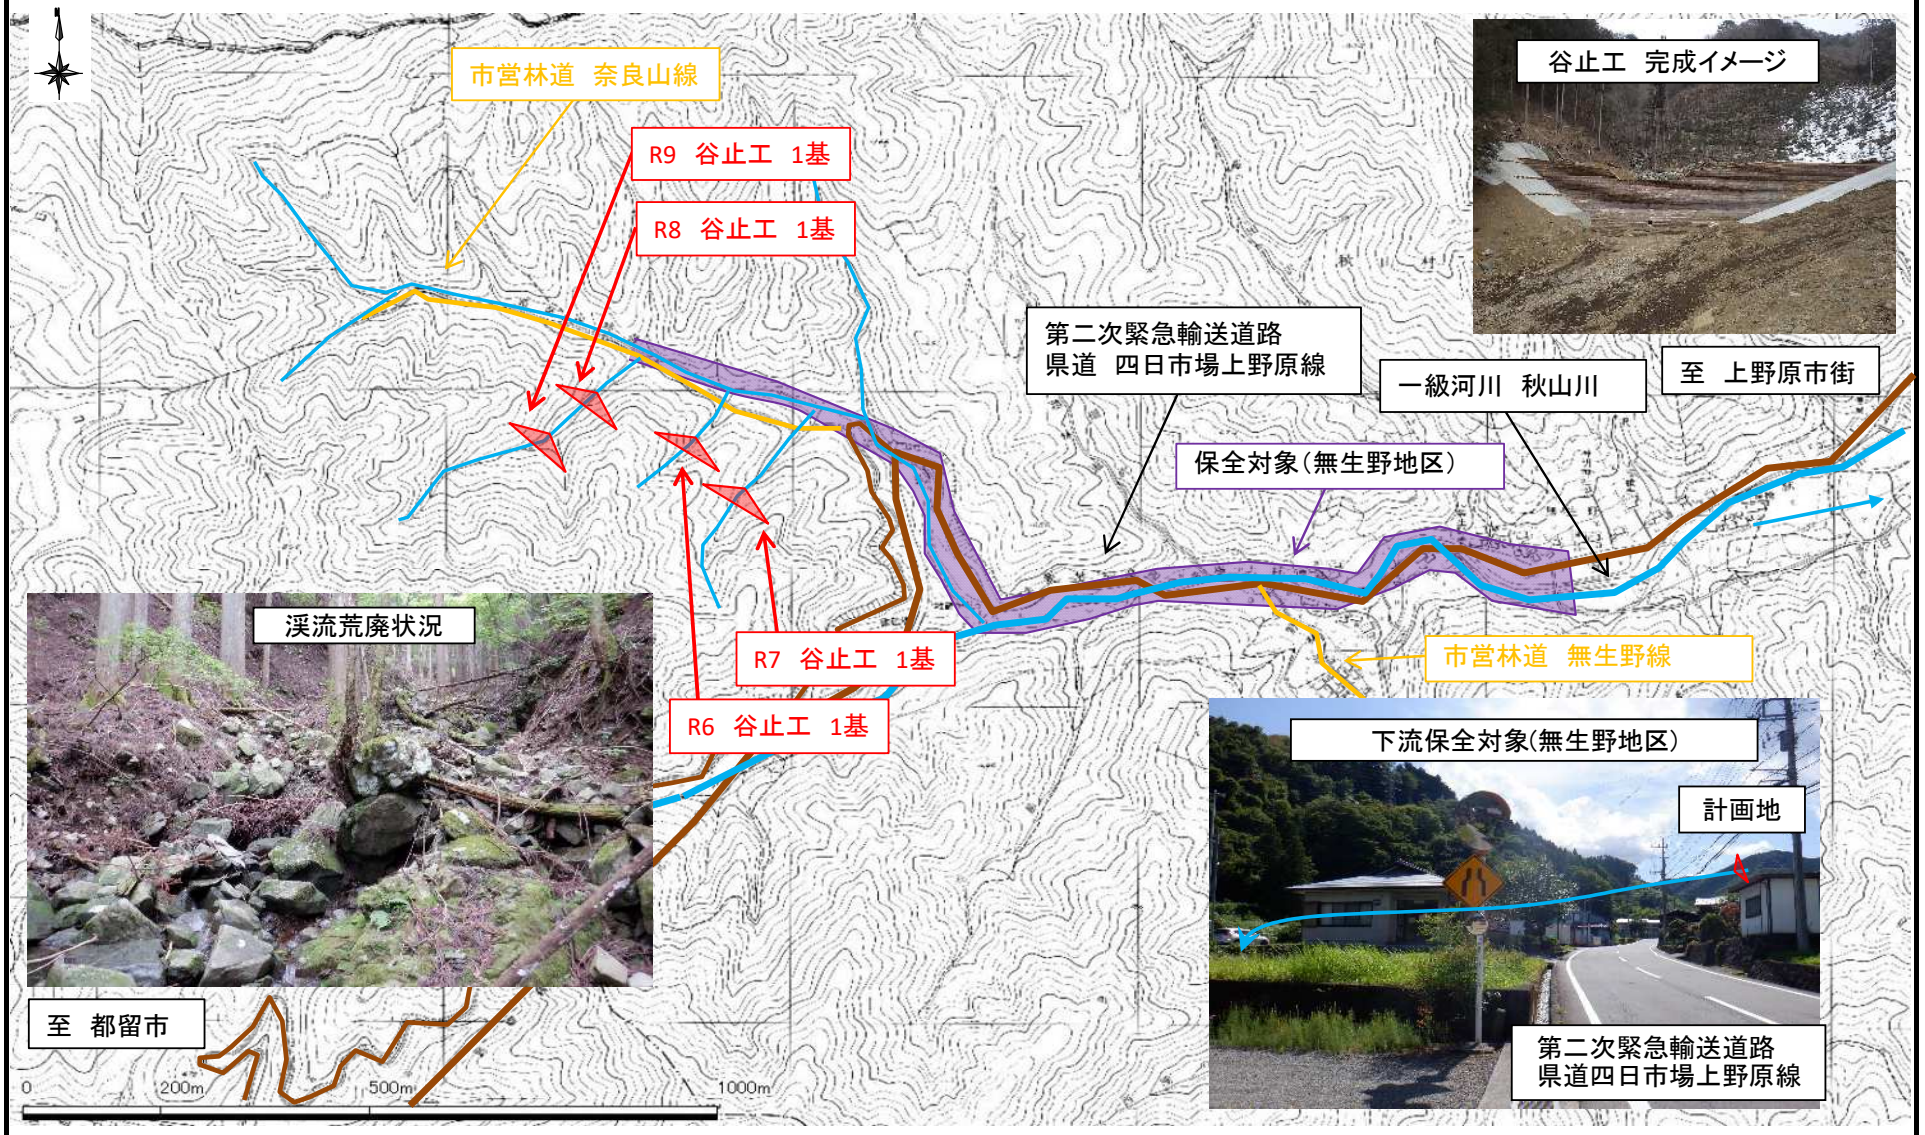 N
市営林道　奈良山線
谷止工　完成イメージ
R9　谷止工　1基
R8　谷止工　1基
第二次緊急輸送道路
県道　四日市場上野原線
一級河川　秋山川
至　上野原市街
保全対象（無生野地区）
渓流荒廃状況
R7　谷止工　1基
市営林道　無生野線
R6　谷止工　1基
下流保全対象(無生野地区）
計画地
至　都留市
第二次緊急輸送道路
県道四日市場上野原線
0 200m 500m 1000m